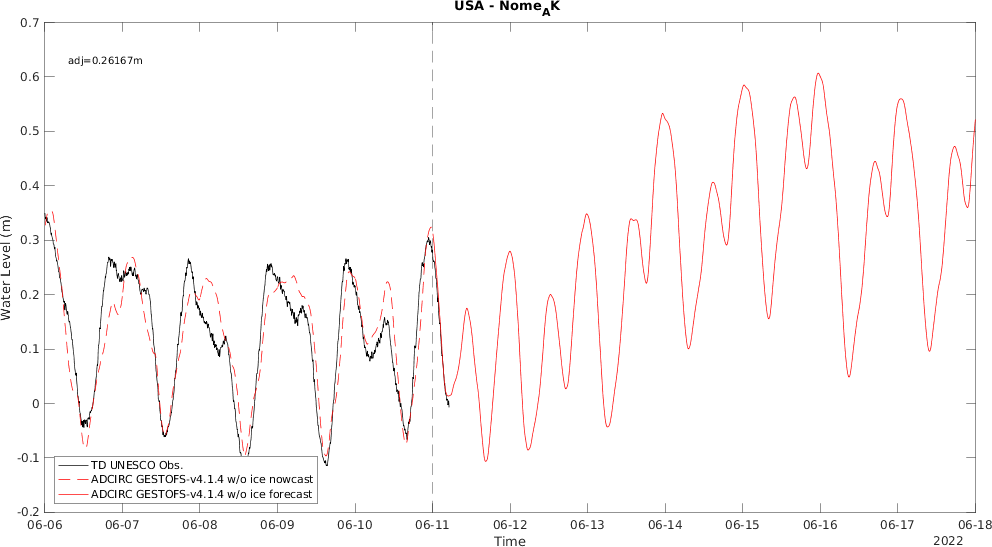 USA - Nome_AK
0.7
0.6
0.5
0.4
0.3
0.2
0.1
0
-0.1
-0.2
Water Level (m)
adj=0.26167m
TD UNESCO Obs.
ADCIRC GESTOFS-v4.1.4 w/o ice nowcast
ADCIRC GESTOFS-v4.1.4 w/o ice forecast
06-06 06-07 06-08 06-09 06-10 06-11 06-12 06-13 06-14 06-15 06-16 06-17 06-18
Time
2022